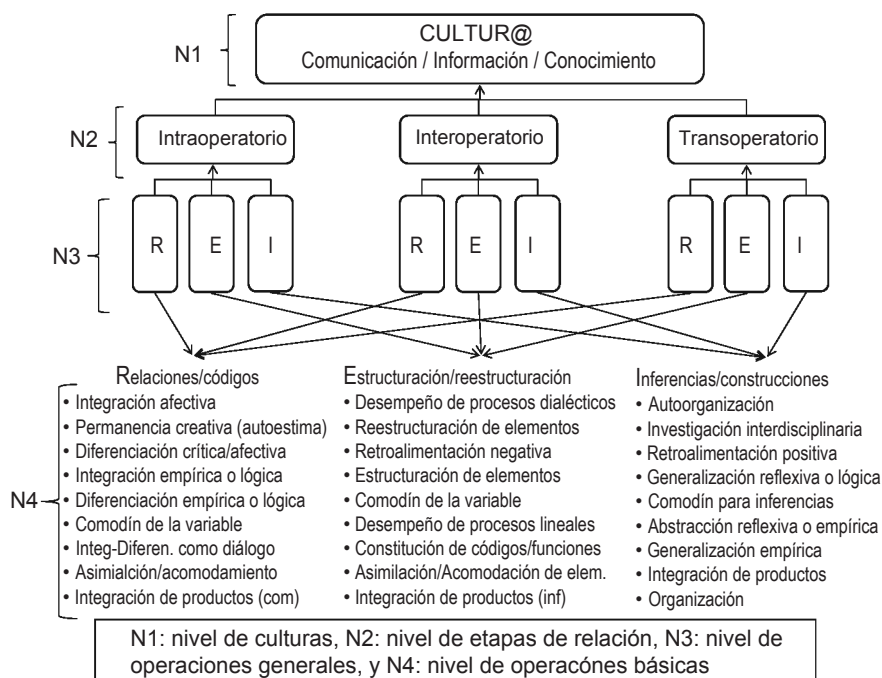 CULTUR@
Comunicación / Información / Conocimiento
N1
N2
Intraoperatorio
Interoperatorio
Transoperatorio
N3
R
E
I
R
E
I
R
E
I
Relaciones/códigos
• Integración afectiva
• Permanencia creativa (autoestima)
• Diferenciación crítica/afectiva
• Integración empírica o lógica
• Diferenciación empírica o lógica
• Comodín de la variable
• Integ-Diferen. como diálogo
• Asimialción/acomodamiento
• Integración de productos (com)
Estructuración/reestructuración
• Desempeño de procesos dialécticos
• Reestructuración de elementos
• Retroalimentación negativa
• Estructuración de elementos
• Comodín de la variable
• Desempeño de procesos lineales
• Constitución de códigos/funciones
• Asimilación/Acomodación de elem.
• Integración de productos (inf)
Inferencias/construcciones
• Autoorganización
• Investigación interdisciplinaria
• Retroalimentación positiva
• Generalización reflexiva o lógica
• Comodín para inferencias
• Abstracción reflexiva o empírica
• Generalización empírica
• Integración de productos
• Organización
N4
N1: nivel de culturas, N2: nivel de etapas de relación, N3: nivel de
operaciones generales, y N4: nivel de operacónes básicas